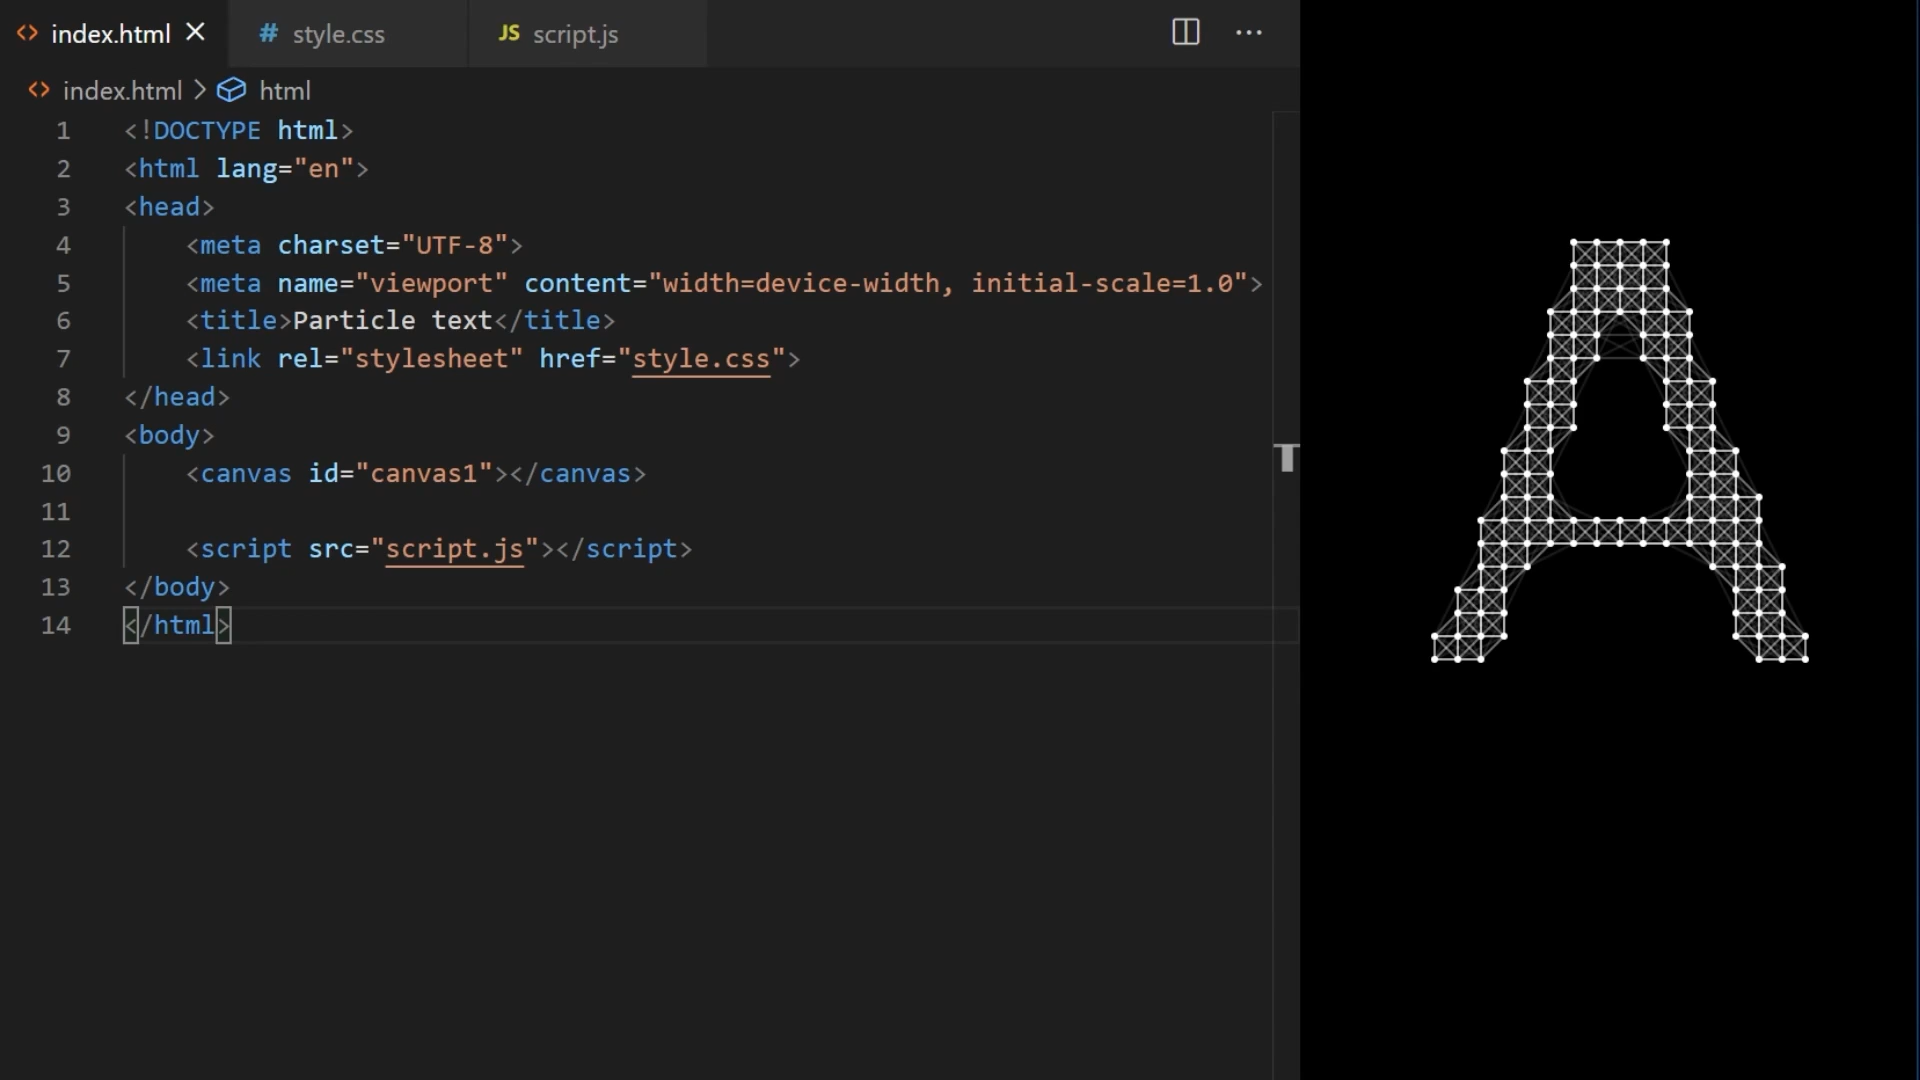 index.html
style.css
JS script.js
index.html > html
1 <!DOCTYPE html>
2 <html lang="en">
3 <head>
4 <meta charset="UTF-8">
5 <meta name="viewport" content="width=device-width, initial-scale=1.0">
6 <title>Particle text</title>
7 <link rel="stylesheet" href="style.css">
8 </head>
9 <body>
10 <canvas id="canvas1"></canvas>
11
12 <script src="script.js"></script>
13 </body>
14 </html>
A